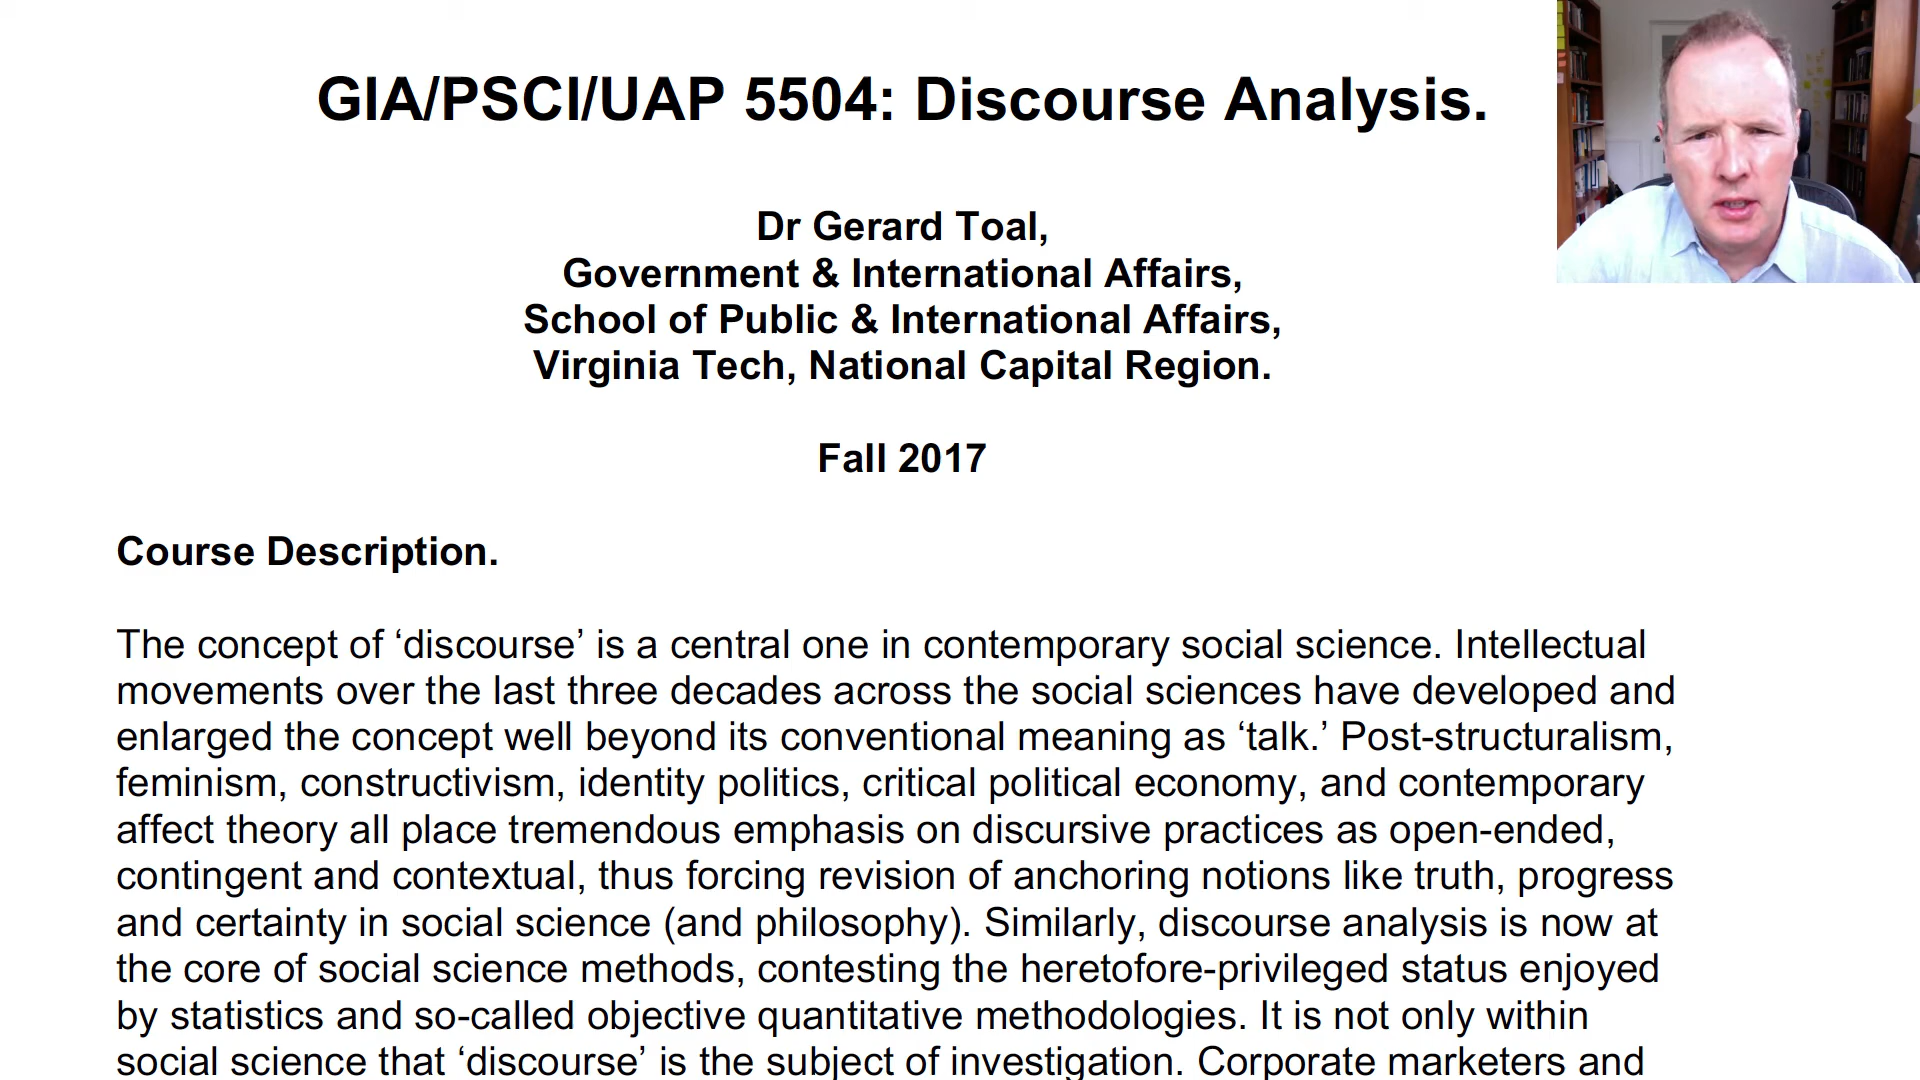 GIA/PSCI/UAP 5504: Discourse Analysis.
Dr Gerard Toal,
Government & International Affairs,
School of Public & International Affairs,
Virginia Tech, National Capital Region.
Fall 2017
Course Description.
The concept of ‘discourse’ is a central one in contemporary social science. Intellectual
movements over the last three decades across the social sciences have developed and
enlarged the concept well beyond its conventional meaning as ‘talk.’ Post-structuralism,
feminism, constructivism, identity politics, critical political economy, and contemporary
affect theory all place tremendous emphasis on discursive practices as open-ended,
contingent and contextual, thus forcing revision of anchoring notions like truth, progress
and certainty in social science (and philosophy). Similarly, discourse analysis is now at
the core of social science methods, contesting the heretofore-privileged status enjoyed
by statistics and so-called objective quantitative methodologies. It is not only within
social science that ‘discourse’ is the subject of investigation. Corporate marketers and